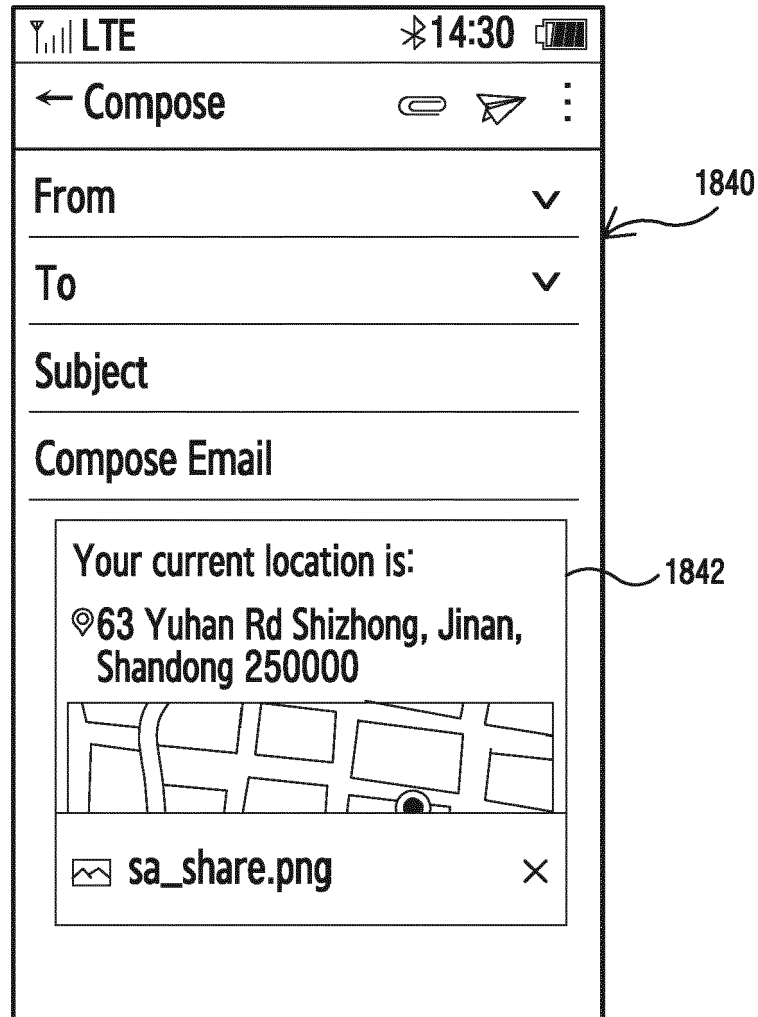 LTE 14:30
← Compose
From
1840
To
Subject
Compose Email
Your current location is:
1842
63 Yuhan Rd Shizhong, Jinan,
Shandong 250000
sa_share.png